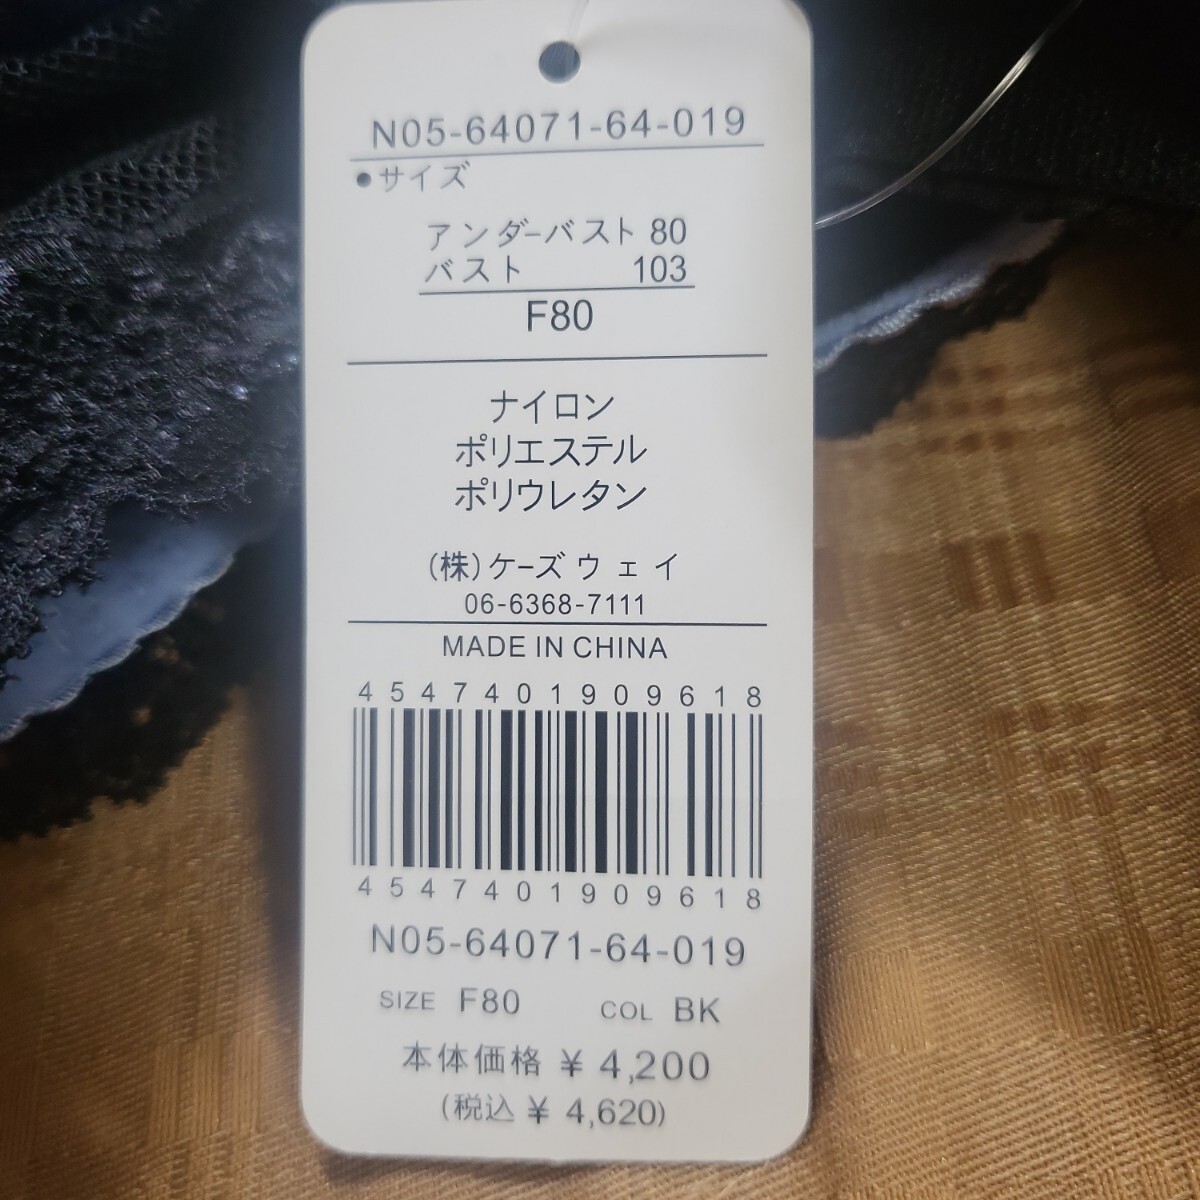 N05-64071-64-019
●サイズ
アンダーバスト 80
バスト 103
F80
ナイロン
ポリエステル
ポリウレタン
(株)ケーズウェイ
06-6368-7111
MADE IN CHINA
4547401909618
4547401909618
N05-64071-64-019
SIZE F80 COL BK
本体価格 ¥ 4,200
(税込 ¥ 4,620)